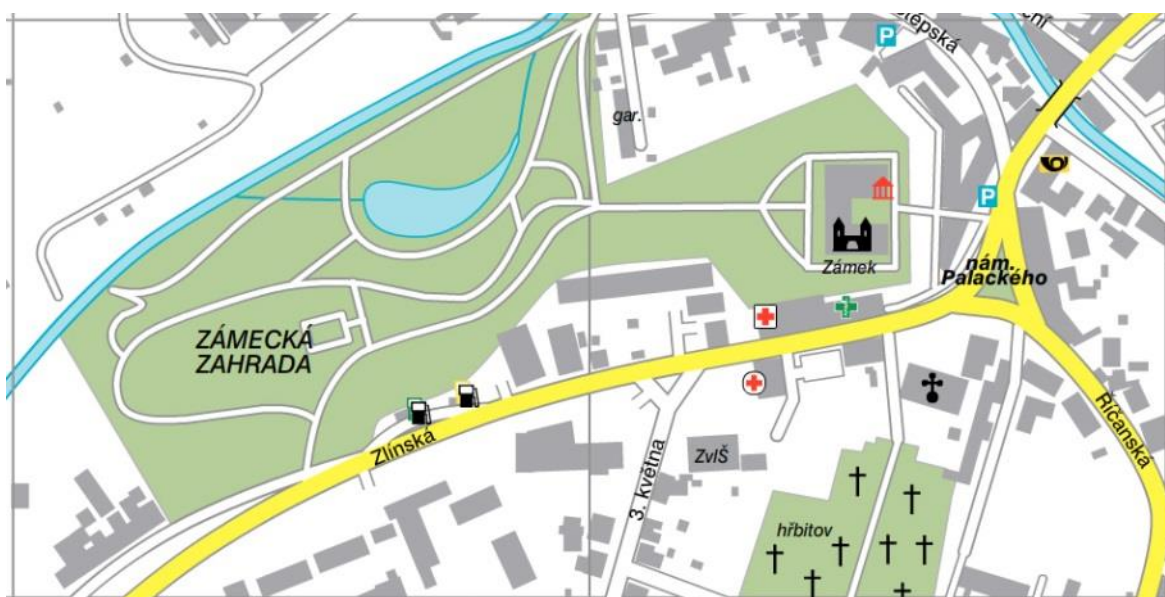 P
gar.
P
Zámek
nám.
Palackého
ZÁMECKÁ
ZAHRADA
Zlínská
Říčanská
3. května
ZvlŠ
hřbitov